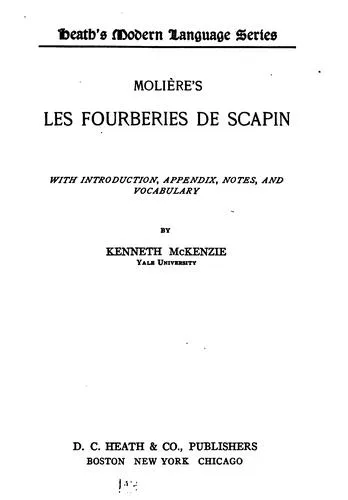 Heath's Modern Language Series
MOLIÈRE'S
LES FOURBERIES DE SCAPIN
WITH INTRODUCTION, APPENDIX, NOTES, AND
VOCABULARY
BY
KENNETH McKENZIE
YALE UNIVERSITY
D. C. HEATH & CO., PUBLISHERS
BOSTON NEW YORK CHICAGO